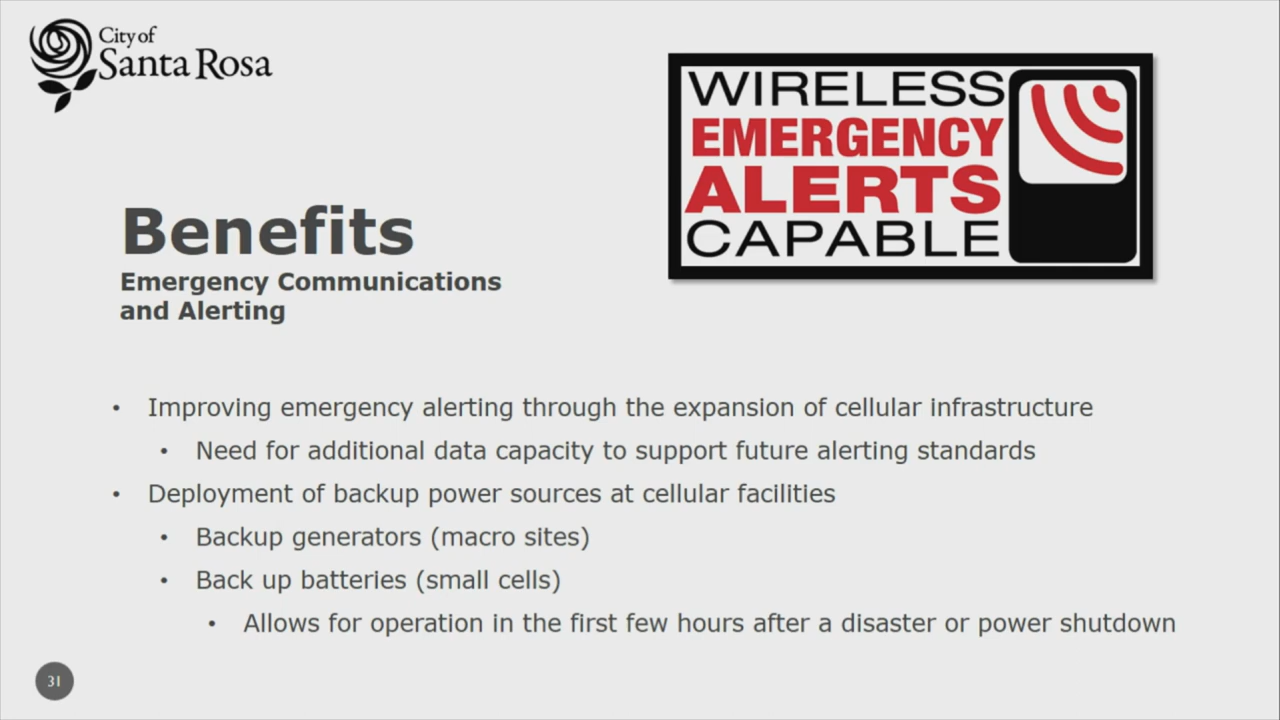 City of
Santa Rosa
WIRELESS
EMERGENCY
ALERTS
CAPABLE
Benefits
Emergency Communications
and Alerting
• Improving emergency alerting through the expansion of cellular infrastructure
• Need for additional data capacity to support future alerting standards
• Deployment of backup power sources at cellular facilities
• Backup generators (macro sites)
• Back up batteries (small cells)
• Allows for operation in the first few hours after a disaster or power shutdown
31